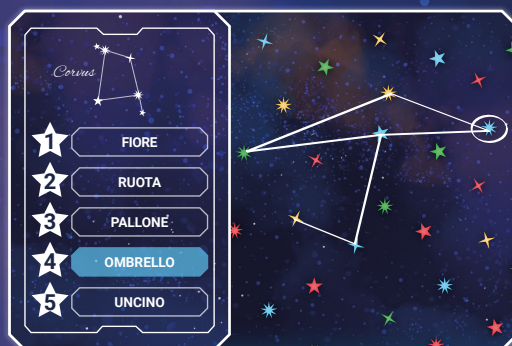 Corvus
1 FIORE
2 RUOTA
3 PALLONE
4 OMBRELLO
5 UNCINO